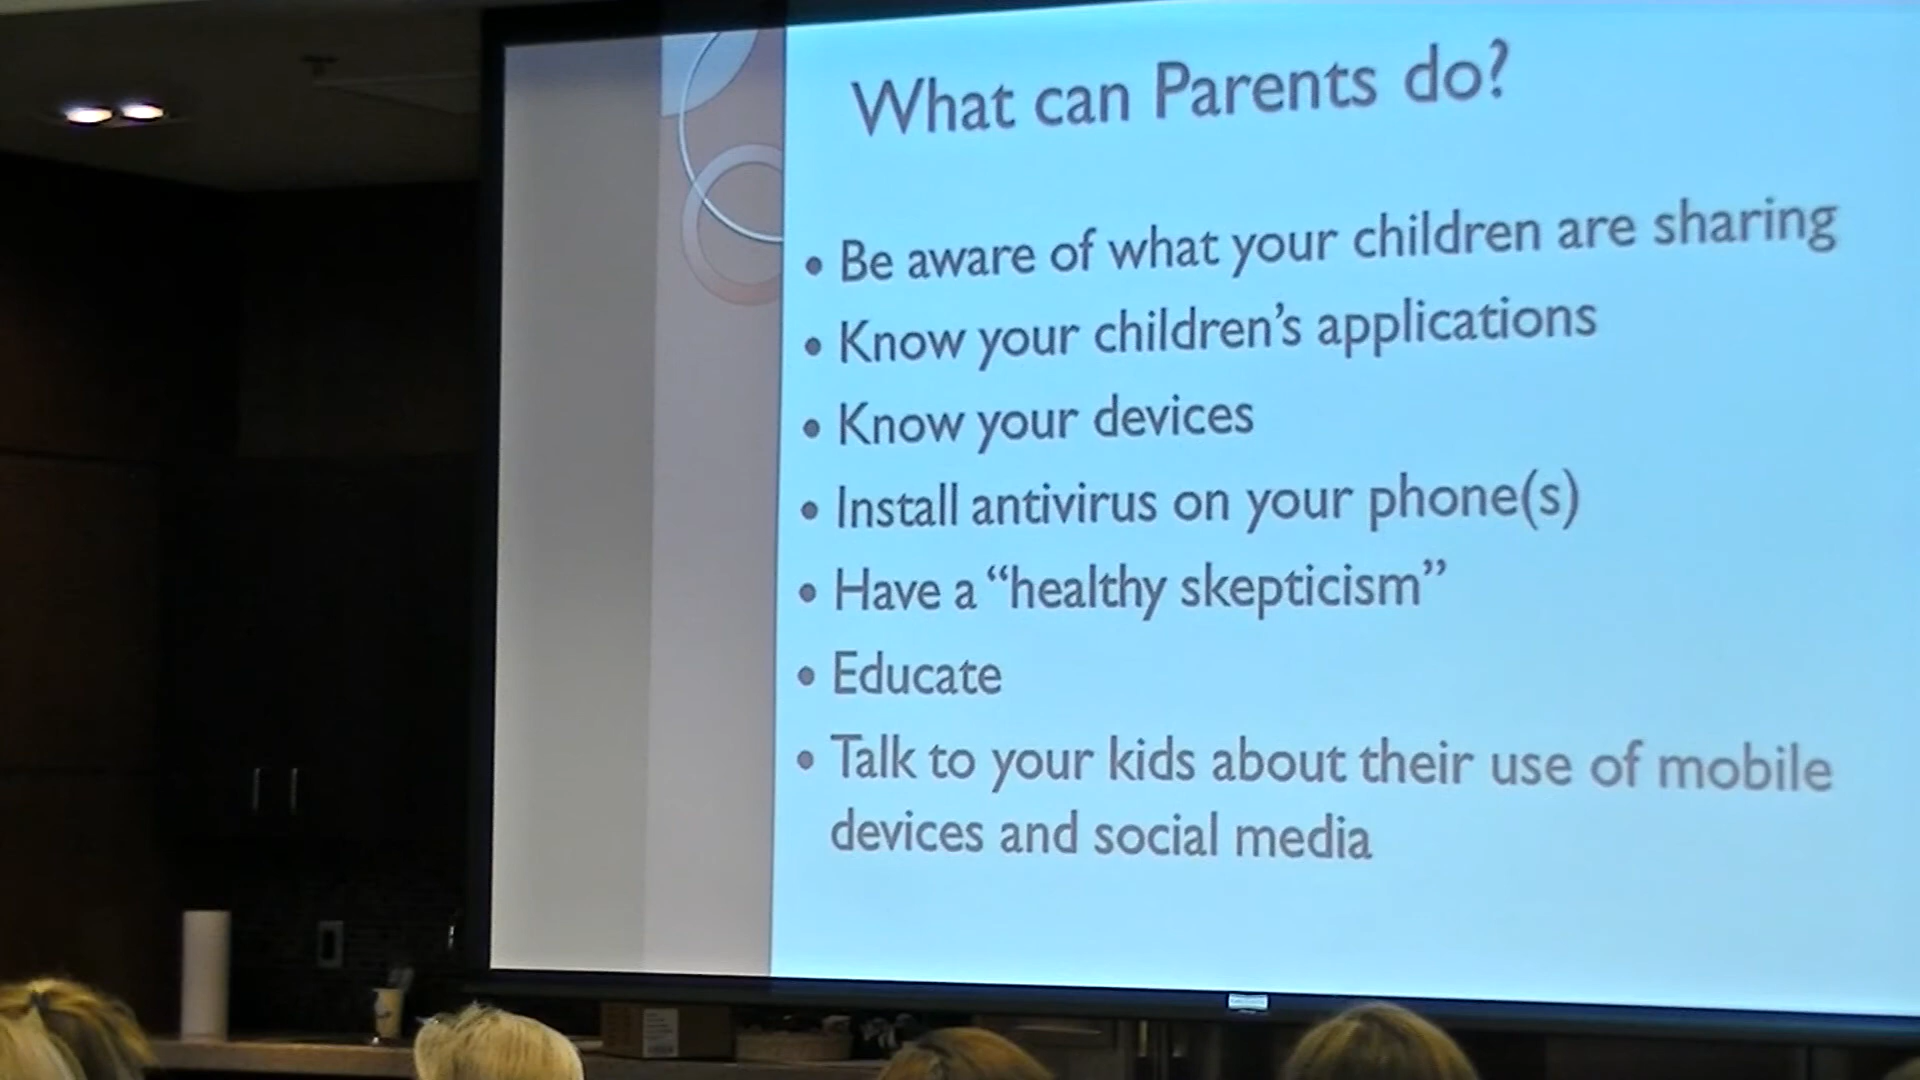 What can Parents do?
• Be aware of what your children are sharing
• Know your children’s applications
• Know your devices
• Install antivirus on your phone(s)
• Have a “healthy skepticism”
• Educate
• Talk to your kids about their use of mobile
devices and social media